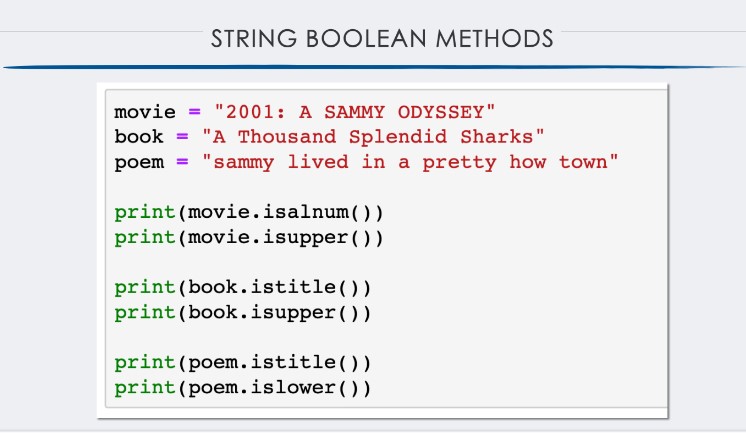 STRING BOOLEAN METHODS
movie = "2001: A SAMMY ODYSSEY"
book = "A Thousand Splendid Sharks"
poem = "sammy lived in a pretty how town"
print(movie.isalnum())
print(movie.isupper())
print(book.istitle())
print(book.isupper())
print(poem.istitle())
print(poem.islower())